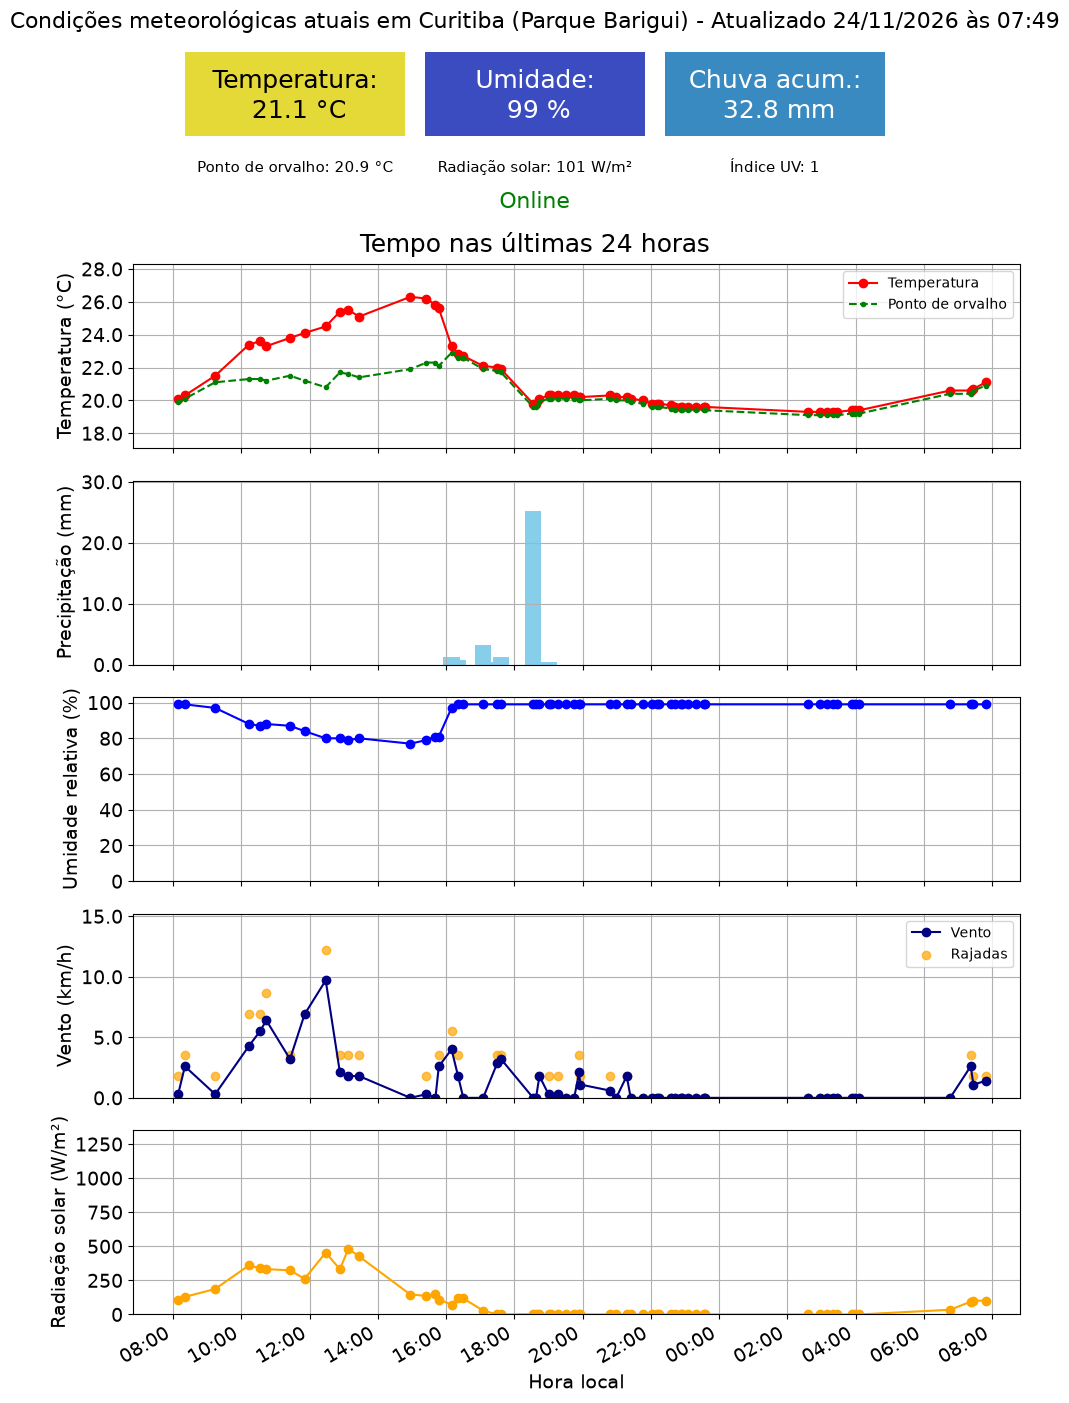 Condições meteorológicas atuais em Curitiba (Parque Barigui) - Atualizado 24/11/2026 às 07:49
Temperatura:
21.1 °C
Umidade:
99 %
Chuva acum.:
32.8 mm
Ponto de orvalho: 20.9 °C
Radiação solar: 101 W/m²
Índice UV: 1
Online
Tempo nas últimas 24 horas
Temperatura (°C)
28.0
26.0
24.0
22.0
20.0
18.0
Temperatura
Ponto de orvalho
Precipitação (mm)
30.0
20.0
10.0
0.0
Umidade relativa (%)
100
80
60
40
20
0
Vento (km/h)
15.0
10.0
5.0
0.0
Vento
Rajadas
Radiação solar (W/m²)
1250
1000
750
500
250
0
08:00
10:00
12:00
14:00
16:00
18:00
20:00
22:00
00:00
02:00
04:00
06:00
08:00
Hora local